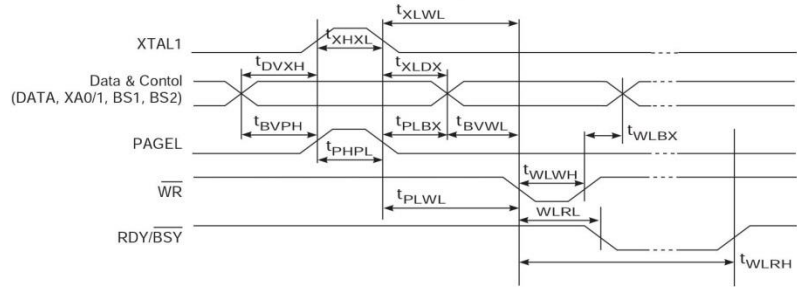 tXLWL
XTAL1
tXHXL
tDVXH
tXLDX
Data & Contol
(DATA, XA0/1, BS1, BS2)
tBVPH
tPLBX
tBVWL
tWLBX
PAGEL
tPHPL
tWLWH
WR
tPLWL
WLRL
RDY/BSY
tWLRH